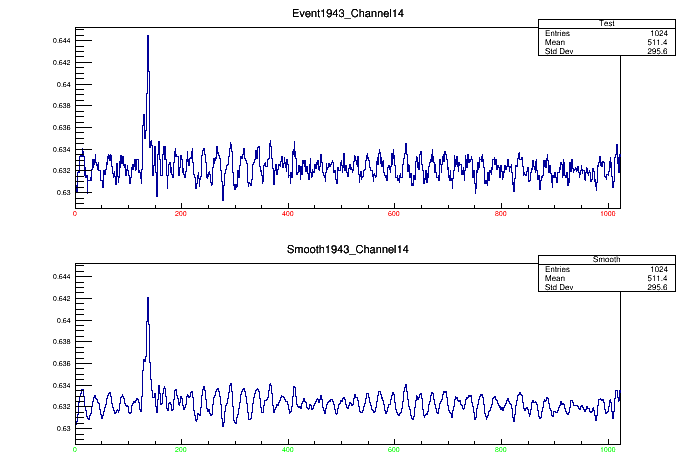 Event1943_Channel14
Test
Entries 1024
Mean 511.4
Std Dev 295.6
0.644
0.642
0.64
0.638
0.636
0.634
0.632
0.63
0 200 400 600 800 1000
Smooth1943_Channel14
Smooth
Entries 1024
Mean 511.4
Std Dev 295.6
0.644
0.642
0.64
0.638
0.636
0.634
0.632
0.63
0 200 400 600 800 1000